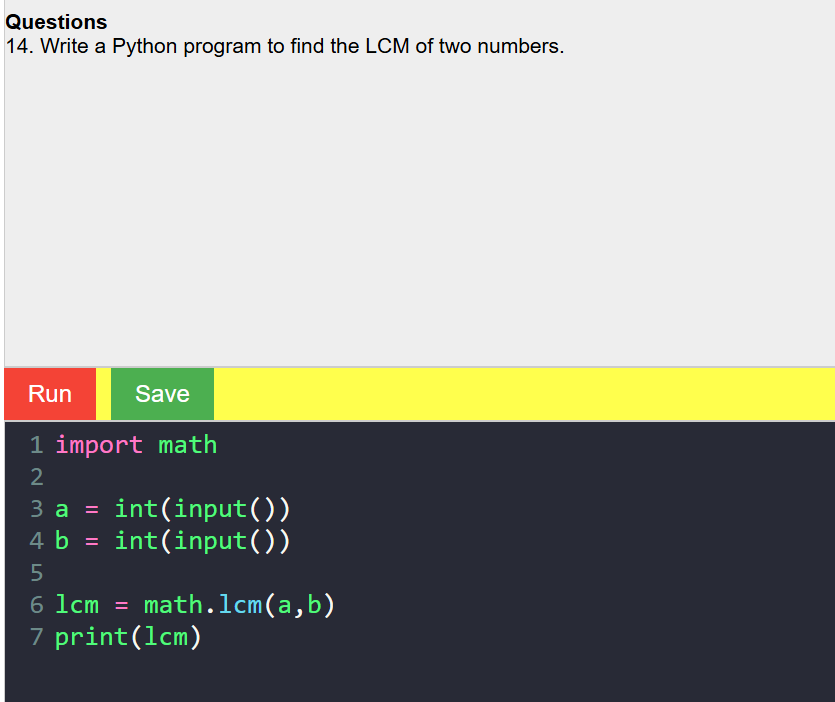 Questions
14. Write a Python program to find the LCM of two numbers.
Run Save
1 import math
2
3 a = int(input())
4 b = int(input())
5
6 lcm = math.lcm(a,b)
7 print(lcm)